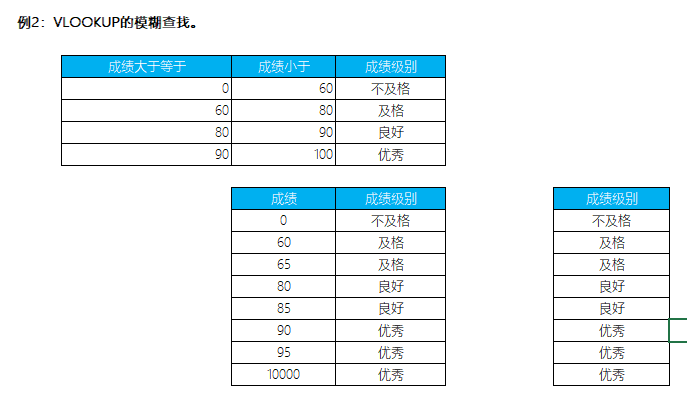 例2：VLOOKUP的模糊查找。
成绩大于等于 成绩小于 成绩级别
0 60 不及格
60 80 及格
80 90 良好
90 100 优秀
成绩 成绩级别 成绩级别
0 不及格 不及格
60 及格 及格
65 及格 及格
80 良好 良好
85 良好 良好
90 优秀 优秀
95 优秀 优秀
10000 优秀 优秀